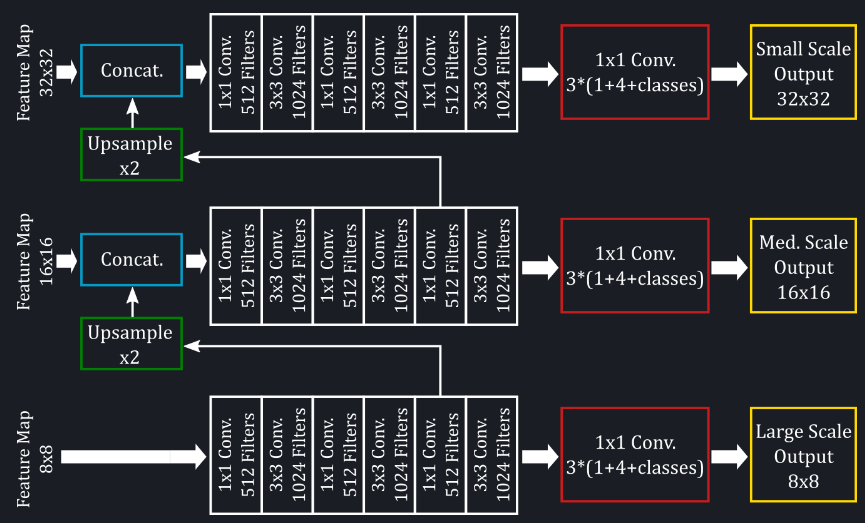 Feature Map
32x32
Concat.
Upsample
x2
1x1 Conv.
512 Filters
3x3 Conv.
1024 Filters
1x1 Conv.
512 Filters
3x3 Conv.
1024 Filters
1x1 Conv.
512 Filters
3x3 Conv.
1024 Filters
1x1 Conv.
3*(1+4+classes)
Small Scale
Output
32x32
Feature Map
16x16
Concat.
Upsample
x2
1x1 Conv.
512 Filters
3x3 Conv.
1024 Filters
1x1 Conv.
512 Filters
3x3 Conv.
1024 Filters
1x1 Conv.
512 Filters
3x3 Conv.
1024 Filters
1x1 Conv.
3*(1+4+classes)
Med. Scale
Output
16x16
Feature Map
8x8
1x1 Conv.
512 Filters
3x3 Conv.
1024 Filters
1x1 Conv.
512 Filters
3x3 Conv.
1024 Filters
1x1 Conv.
512 Filters
3x3 Conv.
1024 Filters
1x1 Conv.
3*(1+4+classes)
Large Scale
Output
8x8